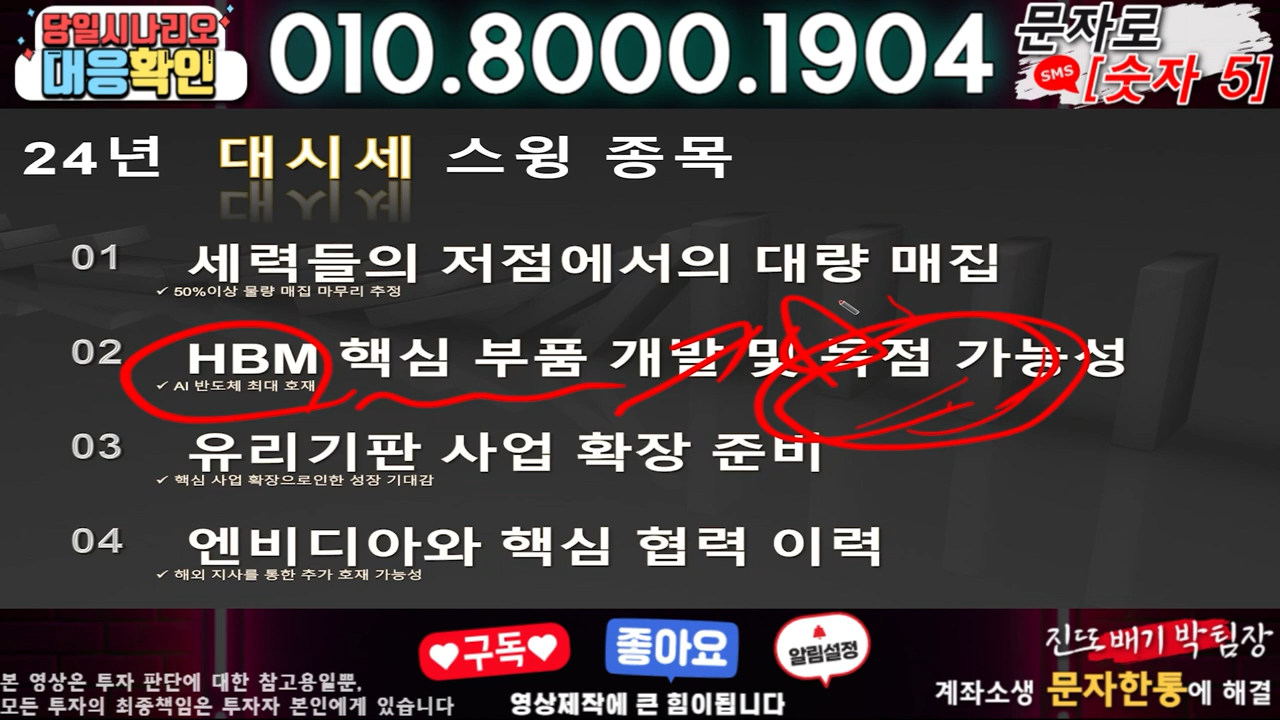 당일시나리오
대응확인
010.8000.1904
문자로
SMS
[숫자 5]
24년 대시세 스윙 종목
01 세력들의 저점에서의 대량 매집
✓ 50%이상 물량 매집 마무리 추정
02 HBM 핵심 부품 개발 및 독점 가능성
✓ AI 반도체 최대 호재
03 유리기판 사업 확장 준비
✓ 핵심 사업 확장으로인한 성장 기대감
04 엔비디아와 핵심 협력 이력
✓ 해외 지사를 통한 추가 호재 가능성
구독
좋아요
알림설정
영상제작에 큰 힘이됩니다
본 영상은 투자 판단에 대한 참고용일뿐,
모든 투자의 최종책임은 투자자 본인에게 있습니다
진또배기 박팀장
계좌소생 문자한통에 해결